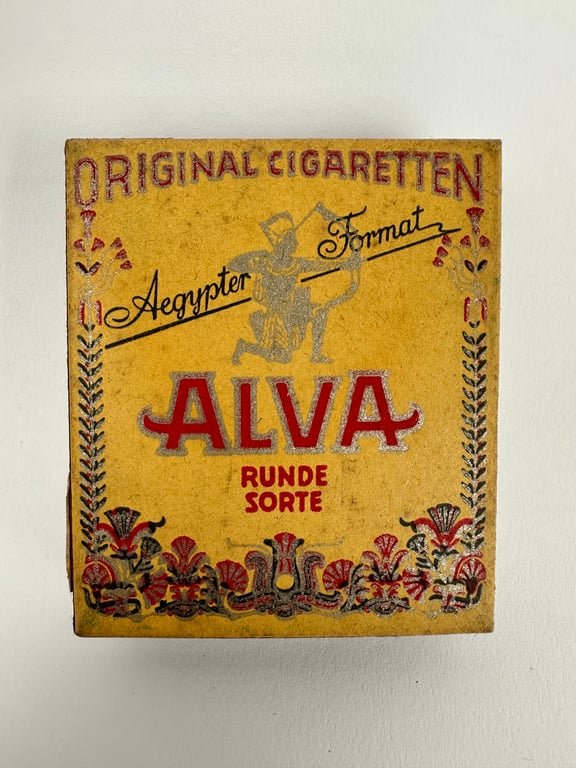 ORIGINAL CIGARETTEN
Aegypter Format
ALVA
RUNDE
SORTE